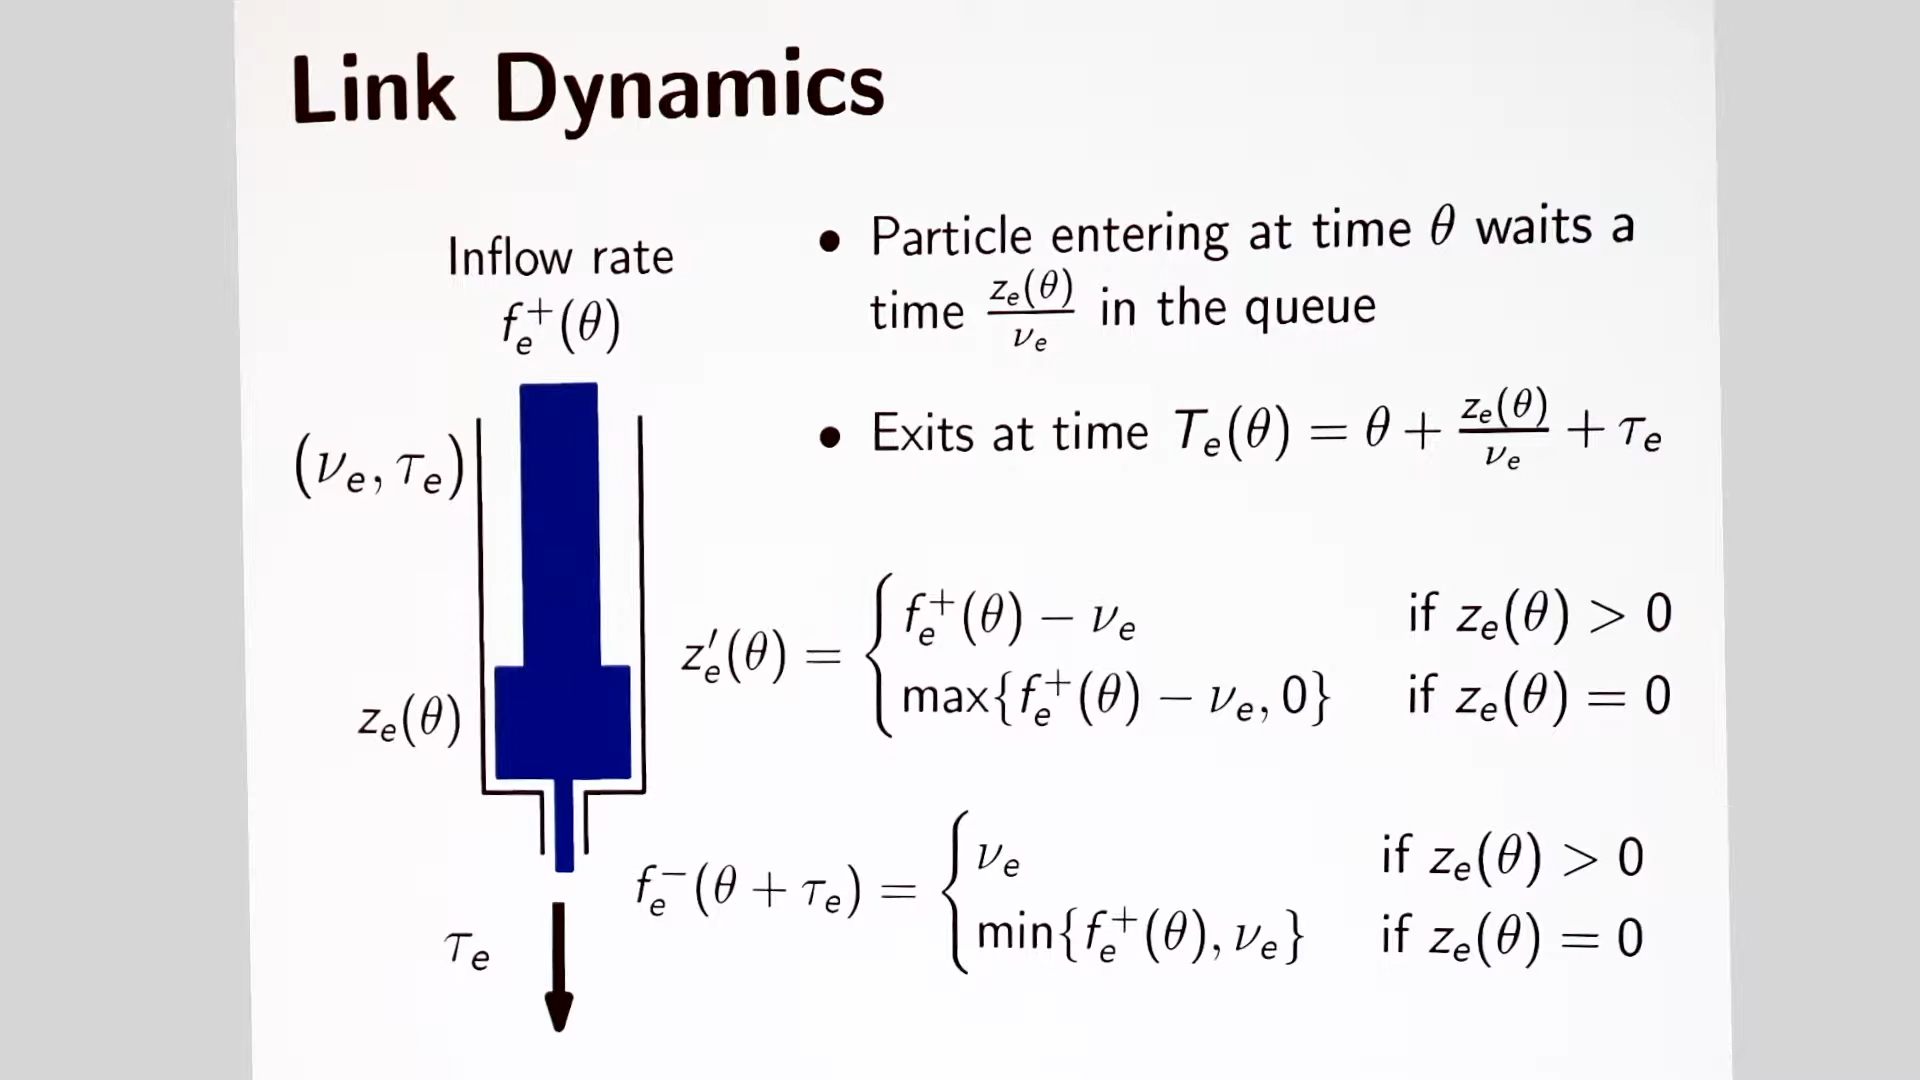 Link Dynamics
Inflow rate
f_e^+(θ)
(ν_e, τ_e)
z_e(θ)
τ_e
• Particle entering at time θ waits a
time z_e(θ)/ν_e in the queue
• Exits at time T_e(θ) = θ + z_e(θ)/ν_e + τ_e
z′_e(θ) = { f_e^+(θ) − ν_e if z_e(θ) > 0
max{f_e^+(θ) − ν_e, 0} if z_e(θ) = 0
f_e^−(θ + τ_e) = { ν_e if z_e(θ) > 0
min{f_e^+(θ), ν_e} if z_e(θ) = 0